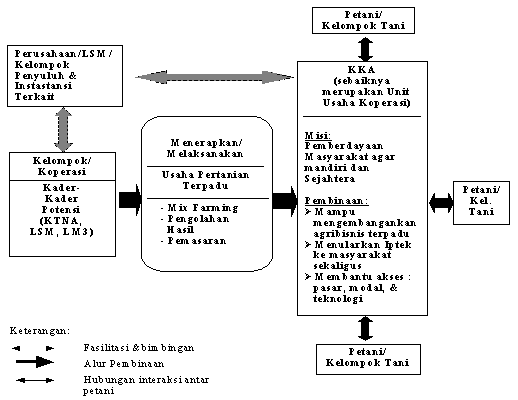 Petani/
Kelompok Tani
Perusahaan/LSM /
Kelompok
Penyuluh &
Instastansi
Terkait
KKA
(sebaiknya
merupakan Unit
Usaha Koperasi)
Misi:
Pemberdayaan
Masyarakat agar
mandiri dan
Sejahtera
Pembinaan:
➢ Mampu
mengembangankan
agribisnis terpadu
➢ Menularkan Iptek
ke masyarakat
sekaligus
➢ Membantu akses :
pasar, modal, &
teknologi
Kelompok/
Koperasi
Kader-
Kader
Potensi
(KTNA,
LSM, LM3)
Menerapkan/
Melaksanakan
Usaha Pertanian
Terpadu
- Mix Farming
- Pengolahan
Hasil
- Pemasaran
Petani/
Kel.
Tani
Petani/
Kelompok Tani
Keterangan:
Fasilitasi & bimbingan
Alur Pembinaan
Hubungan interaksi antar
petani